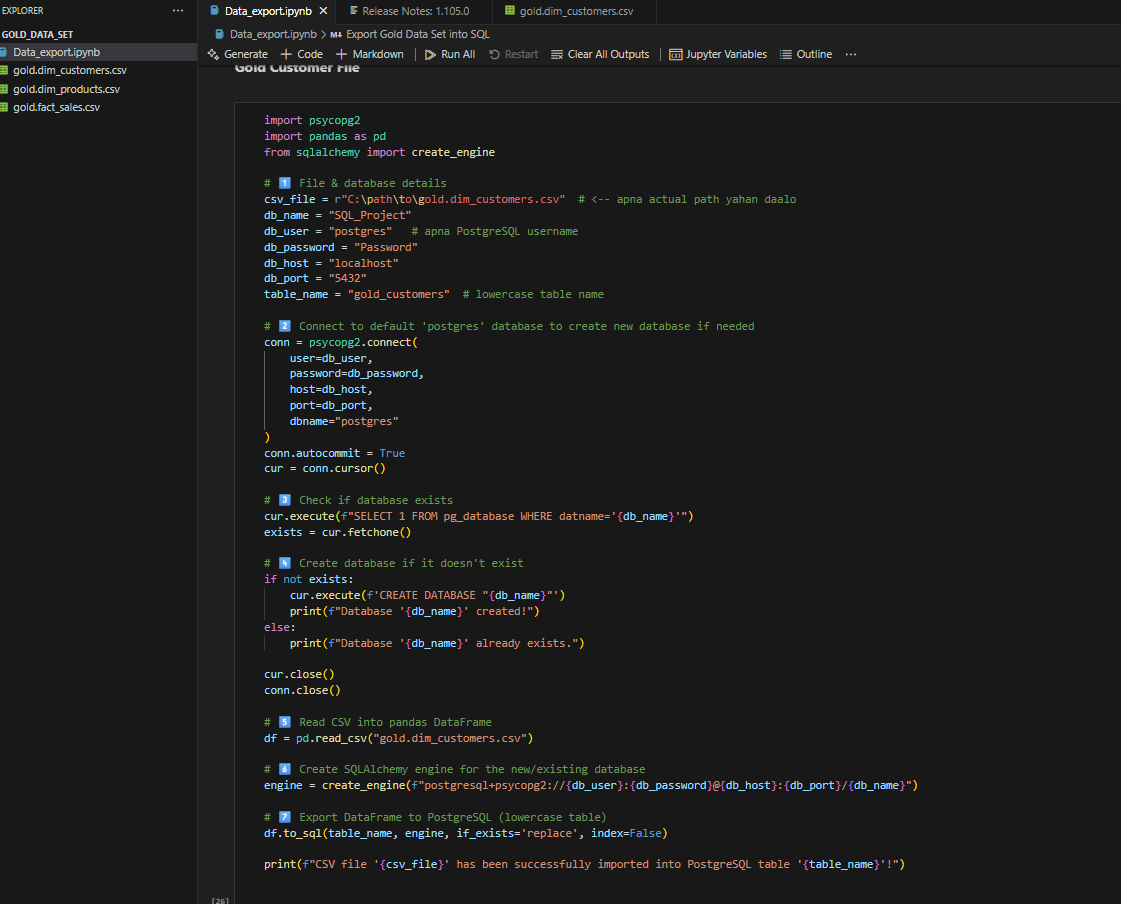 EXPLORER
GOLD_DATA_SET
Data_export.ipynb
gold.dim_customers.csv
gold.dim_products.csv
gold.fact_sales.csv
Data_export.ipynb
Release Notes: 1.105.0
gold.dim_customers.csv
Data_export.ipynb > M↓ Export Gold Data Set into SQL
Generate + Code + Markdown | Run All Restart Clear All Outputs | Jupyter Variables Outline ...
Gold Customer File
import psycopg2
import pandas as pd
from sqlalchemy import create_engine
# 1️⃣ File & database details
csv_file = r"C:\path\to\gold.dim_customers.csv"  # <-- apna actual path yahan daalo
db_name = "SQL_Project"
db_user = "postgres"   # apna PostgreSQL username
db_password = "Password"
db_host = "localhost"
db_port = "5432"
table_name = "gold_customers"  # lowercase table name
# 2️⃣ Connect to default 'postgres' database to create new database if needed
conn = psycopg2.connect(
    user=db_user,
    password=db_password,
    host=db_host,
    port=db_port,
    dbname="postgres"
)
conn.autocommit = True
cur = conn.cursor()
# 3️⃣ Check if database exists
cur.execute(f"SELECT 1 FROM pg_database WHERE datname='{db_name}'")
exists = cur.fetchone()
# 4️⃣ Create database if it doesn't exist
if not exists:
    cur.execute(f'CREATE DATABASE "{db_name}"')
    print(f"Database '{db_name}' created!")
else:
    print(f"Database '{db_name}' already exists.")
cur.close()
conn.close()
# 5️⃣ Read CSV into pandas DataFrame
df = pd.read_csv("gold.dim_customers.csv")
# 6️⃣ Create SQLAlchemy engine for the new/existing database
engine = create_engine(f"postgresql+psycopg2://{db_user}:{db_password}@{db_host}:{db_port}/{db_name}")
# 7️⃣ Export DataFrame to PostgreSQL (lowercase table)
df.to_sql(table_name, engine, if_exists='replace', index=False)
print(f"CSV file '{csv_file}' has been successfully imported into PostgreSQL table '{table_name}'!")
[26]